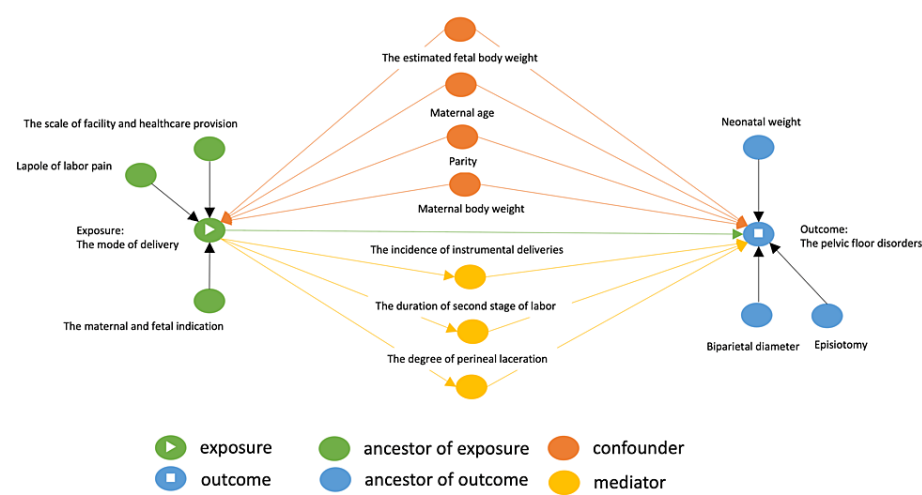 The estimated fetal body weight
Maternal age
The scale of facility and healthcare provision
Neonatal weight
Lapole of labor pain
Parity
Maternal body weight
Exposure:
The mode of delivery
Outcome:
The pelvic floor disorders
The incidence of instrumental deliveries
The duration of second stage of labor
The maternal and fetal indication
Biparietal diameter
Episiotomy
The degree of perineal laceration
exposure
ancestor of exposure
confounder
outcome
ancestor of outcome
mediator